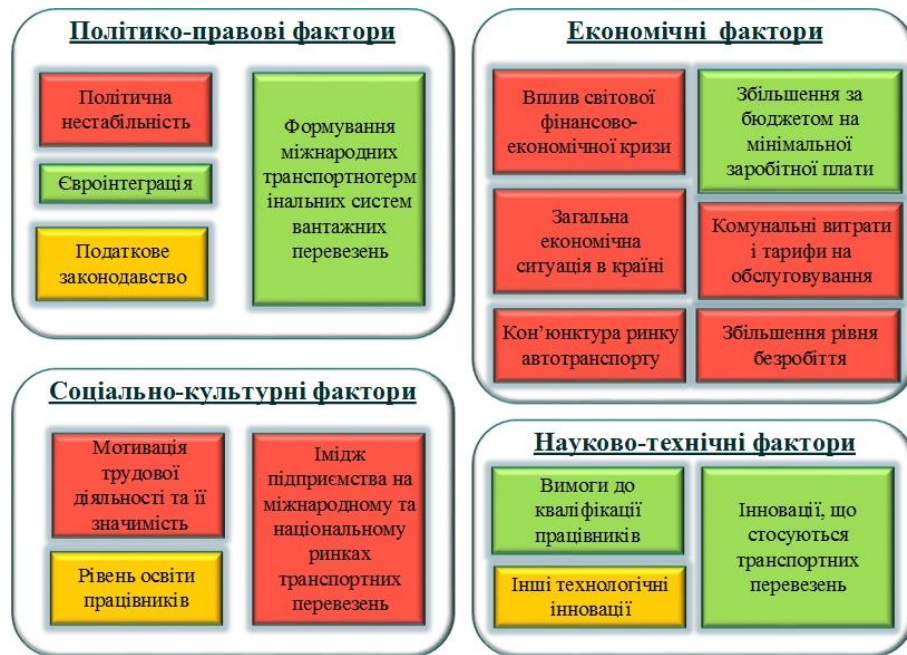 Політико-правові фактори
Політична
нестабільність
Євроінтеграція
Податкове
законодавство
Формування
міжнародних
транспортнотерм
інальних систем
вантажних
перевезень
Економічні фактори
Вплив світової
фінансово-
економічної кризи
Загальна
економічна
ситуація в країні
Кон’юнктура ринку
автотранспорту
Збільшення за
бюджетом на
мінімальної
заробітної плати
Комунальні витрати
і тарифи на
обслуговування
Збільшення рівня
безробіття
Соціально-культурні фактори
Мотивація
трудової
діяльності та її
значимість
Рівень освіти
працівників
Імідж
підприємства на
міжнародному та
національному
ринках
транспортних
перевезень
Науково-технічні фактори
Вимоги до
кваліфікації
працівників
Інші технологічні
інновації
Інновації, що
стосуються
транспортних
перевезень